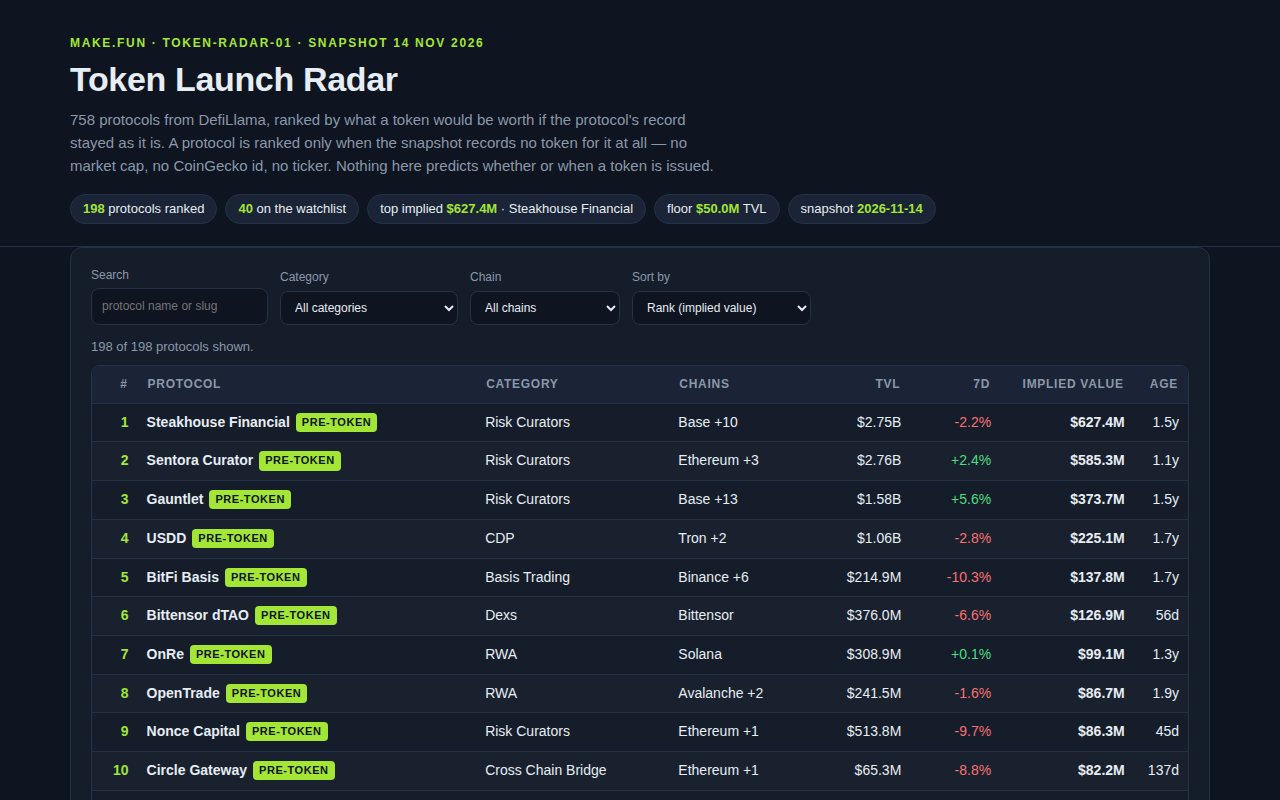 MAKE.FUN · TOKEN-RADAR-01 · SNAPSHOT 14 NOV 2026
Token Launch Radar
758 protocols from DefiLlama, ranked by what a token would be worth if the protocol's record
stayed as it is. A protocol is ranked only when the snapshot records no token for it at all — no
market cap, no CoinGecko id, no ticker. Nothing here predicts whether or when a token is issued.
198 protocols ranked 40 on the watchlist top implied $627.4M · Steakhouse Financial floor $50.0M TVL snapshot 2026-11-14
Search Category Chain Sort by
protocol name or slug All categories All chains Rank (implied value)
198 of 198 protocols shown.
# PROTOCOL CATEGORY CHAINS TVL 7D IMPLIED VALUE AGE
1 Steakhouse Financial PRE-TOKEN Risk Curators Base +10 $2.75B -2.2% $627.4M 1.5y
2 Sentora Curator PRE-TOKEN Risk Curators Ethereum +3 $2.76B +2.4% $585.3M 1.1y
3 Gauntlet PRE-TOKEN Risk Curators Base +13 $1.58B +5.6% $373.7M 1.5y
4 USDD PRE-TOKEN CDP Tron +2 $1.06B -2.8% $225.1M 1.7y
5 BitFi Basis PRE-TOKEN Basis Trading Binance +6 $214.9M -10.3% $137.8M 1.7y
6 Bittensor dTAO PRE-TOKEN Dexs Bittensor $376.0M -6.6% $126.9M 56d
7 OnRe PRE-TOKEN RWA Solana $308.9M +0.1% $99.1M 1.3y
8 OpenTrade PRE-TOKEN RWA Avalanche +2 $241.5M -1.6% $86.7M 1.9y
9 Nonce Capital PRE-TOKEN Risk Curators Ethereum +1 $513.8M -9.7% $86.3M 45d
10 Circle Gateway PRE-TOKEN Cross Chain Bridge Ethereum +1 $65.3M -8.8% $82.2M 137d